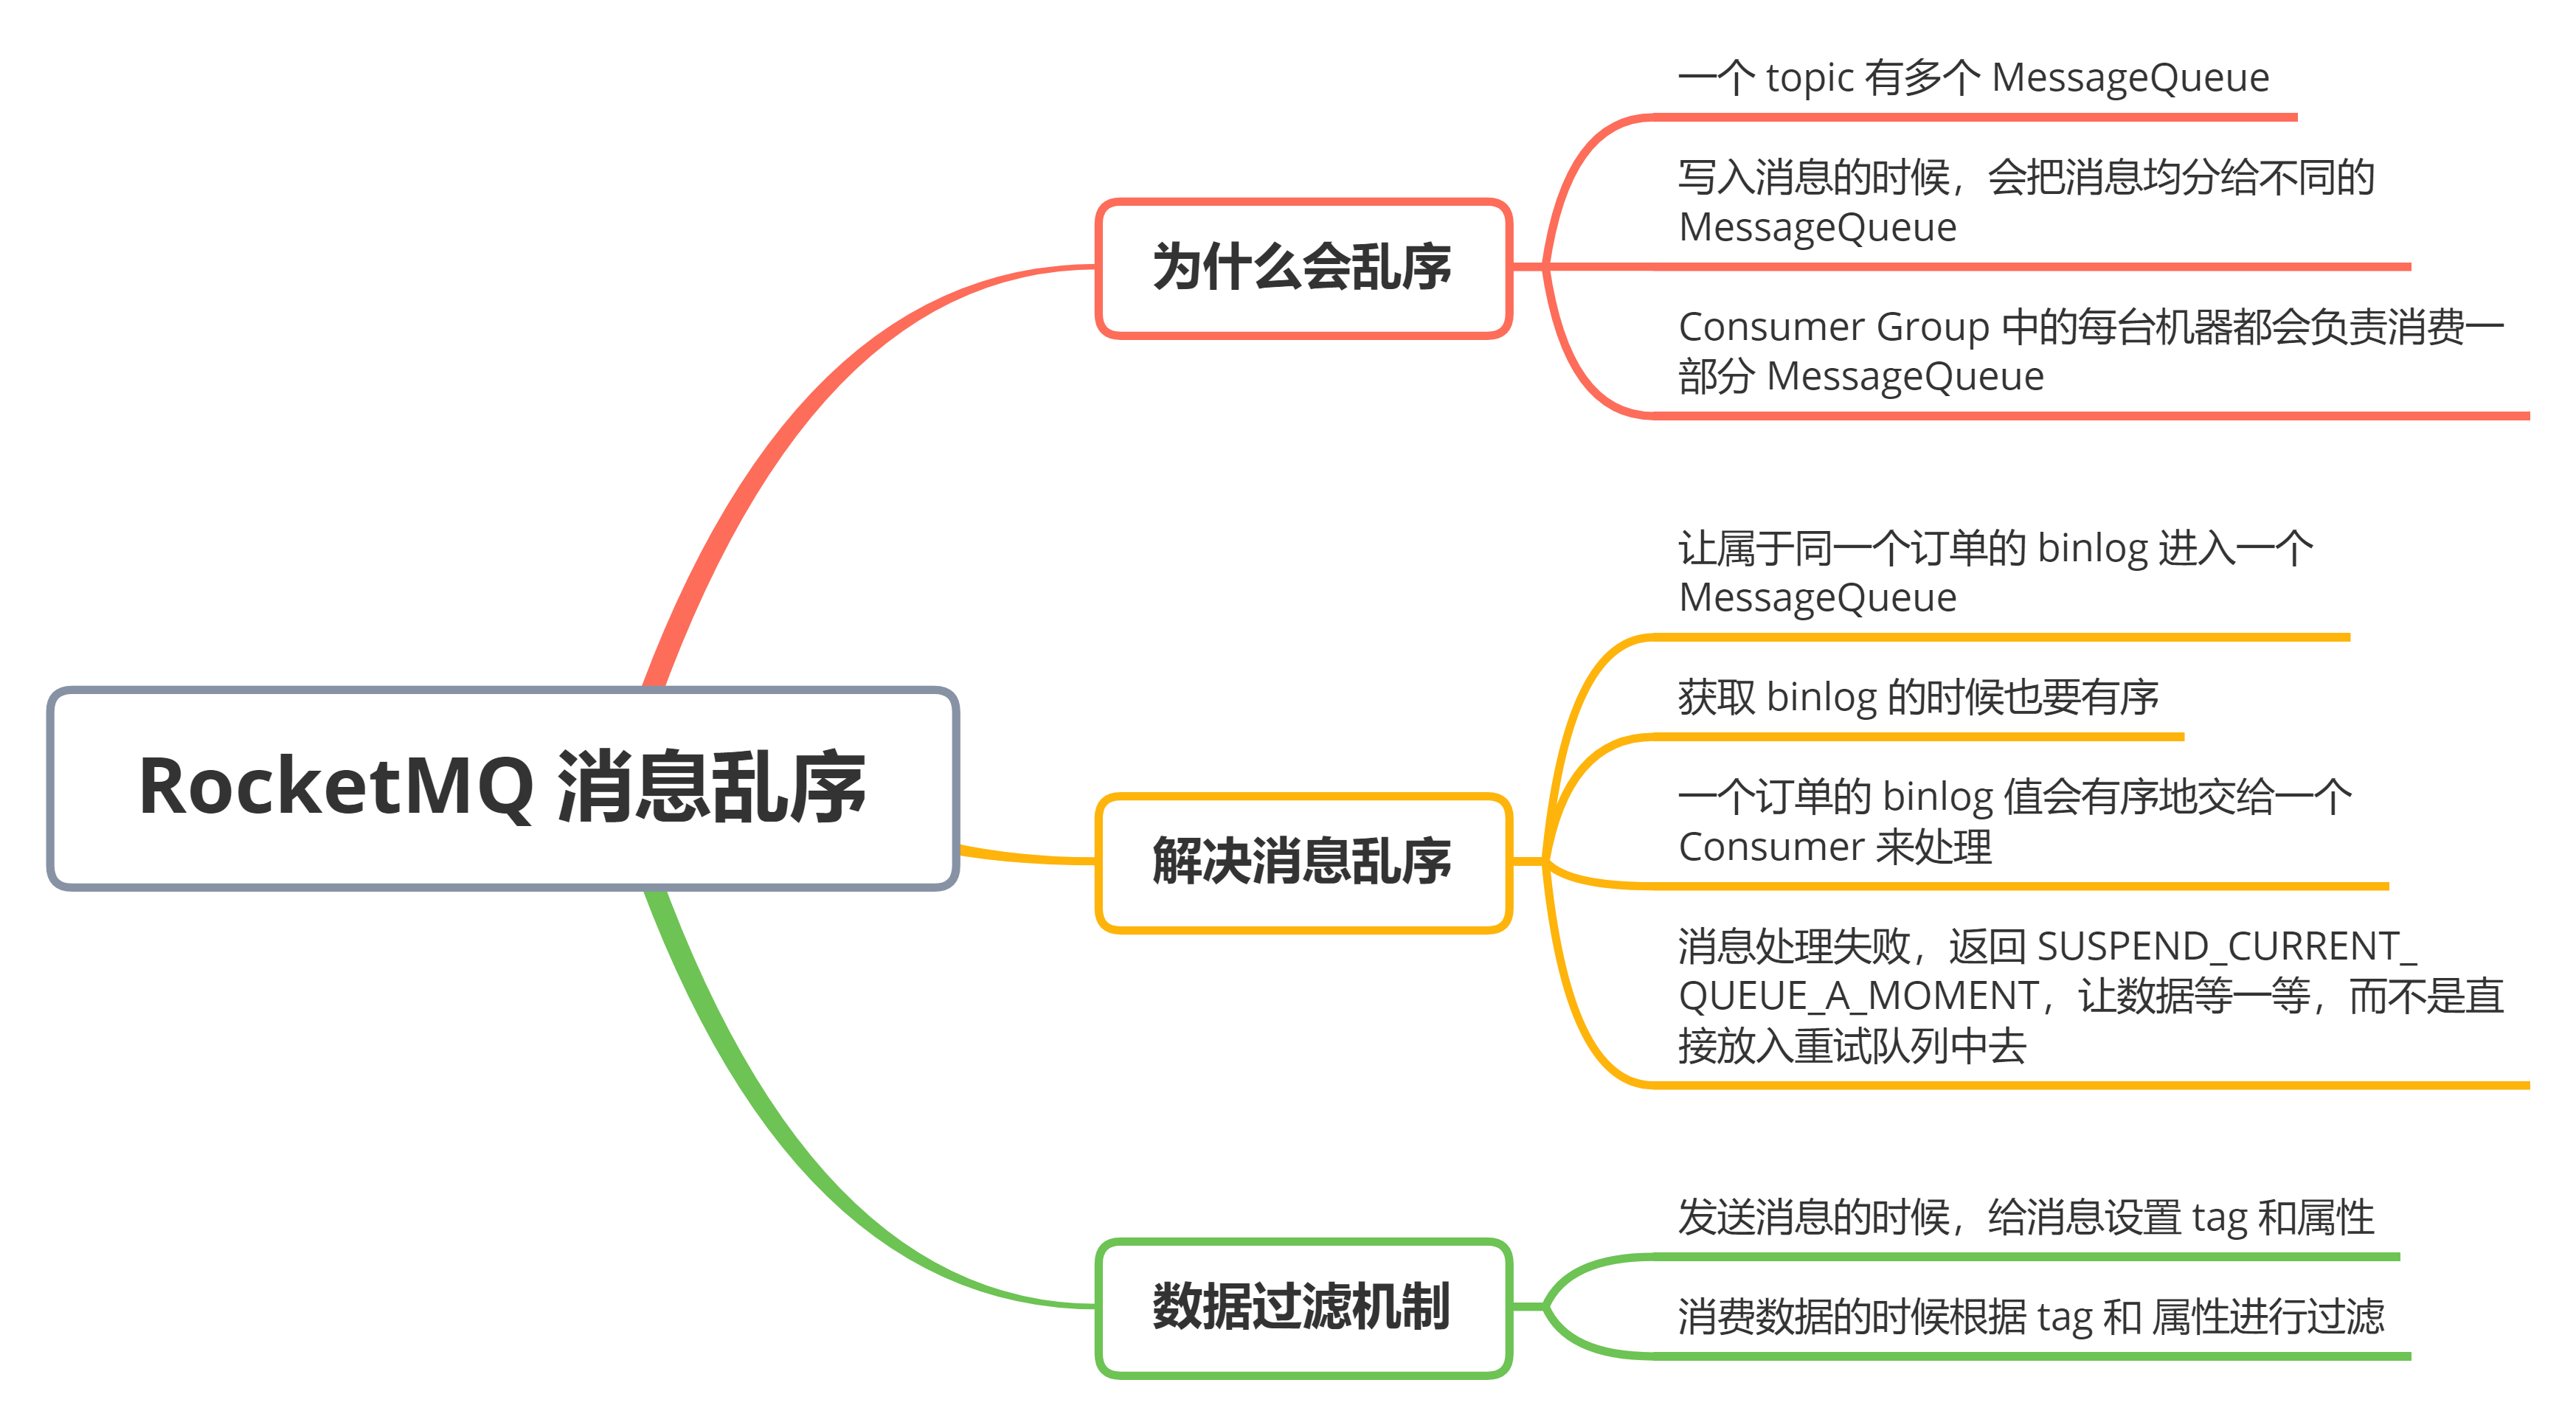 一个 topic 有多个 MessageQueue
写入消息的时候，会把消息均分给不同的
MessageQueue
为什么会乱序
Consumer Group 中的每台机器都会负责消费一
部分 MessageQueue
让属于同一个订单的 binlog 进入一个
MessageQueue
获取 binlog 的时候也要有序
RocketMQ 消息乱序
解决消息乱序
一个订单的 binlog 值会有序地交给一个
Consumer 来处理
消息处理失败，返回 SUSPEND_CURRENT_
QUEUE_A_MOMENT，让数据等一等，而不是直
接放入重试队列中去
数据过滤机制
发送消息的时候，给消息设置 tag 和属性
消费数据的时候根据 tag 和 属性进行过滤